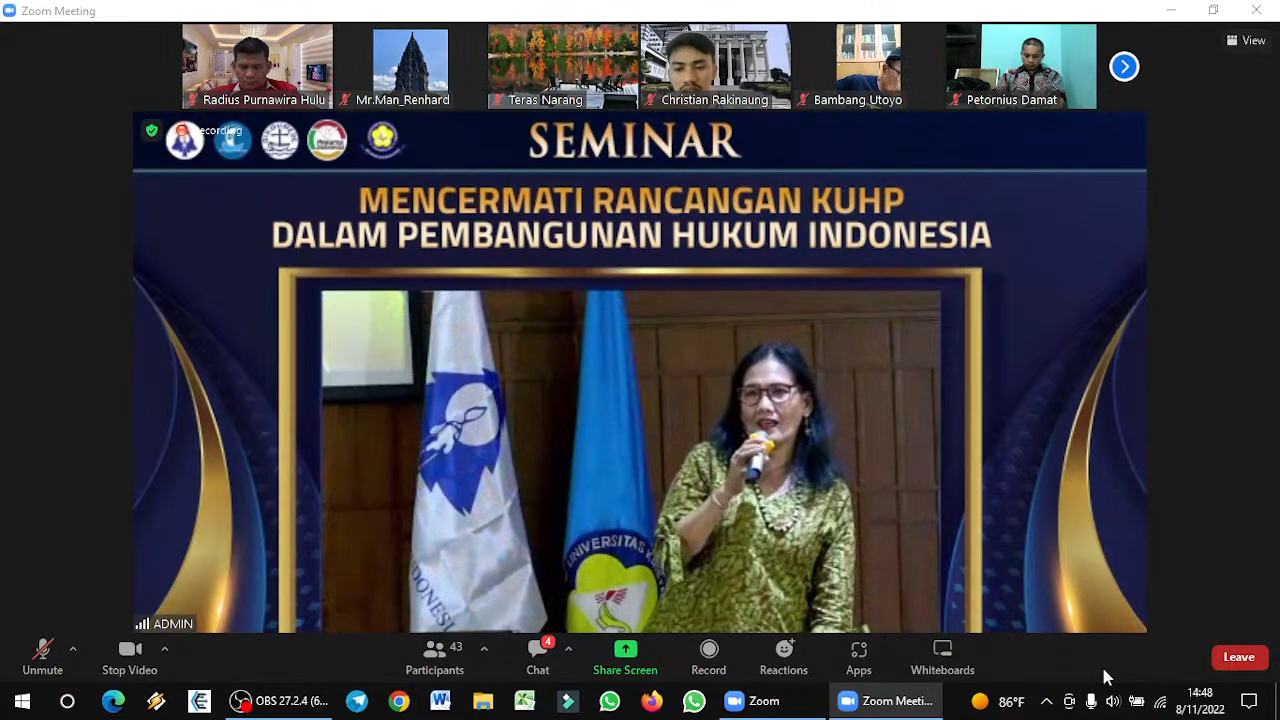 Zoom Meeting
View
Radius Purnawira Hulu
Mr.Man_Renhard
Teras Narang
Christian Rakinaung
Bambang Utoyo
Petornius Damat
Recording
SEMINAR
MENCERMATI RANCANGAN KUHP
DALAM PEMBANGUNAN HUKUM INDONESIA
UNIVERSITAS
ADMIN
Unmute
Stop Video
43
Participants
4
Chat
Share Screen
Record
Reactions
Apps
Whiteboards
Leave
OBS 27.2.4 (6...
Zoom
Zoom Meeti...
86°F
14:48
8/11/2022